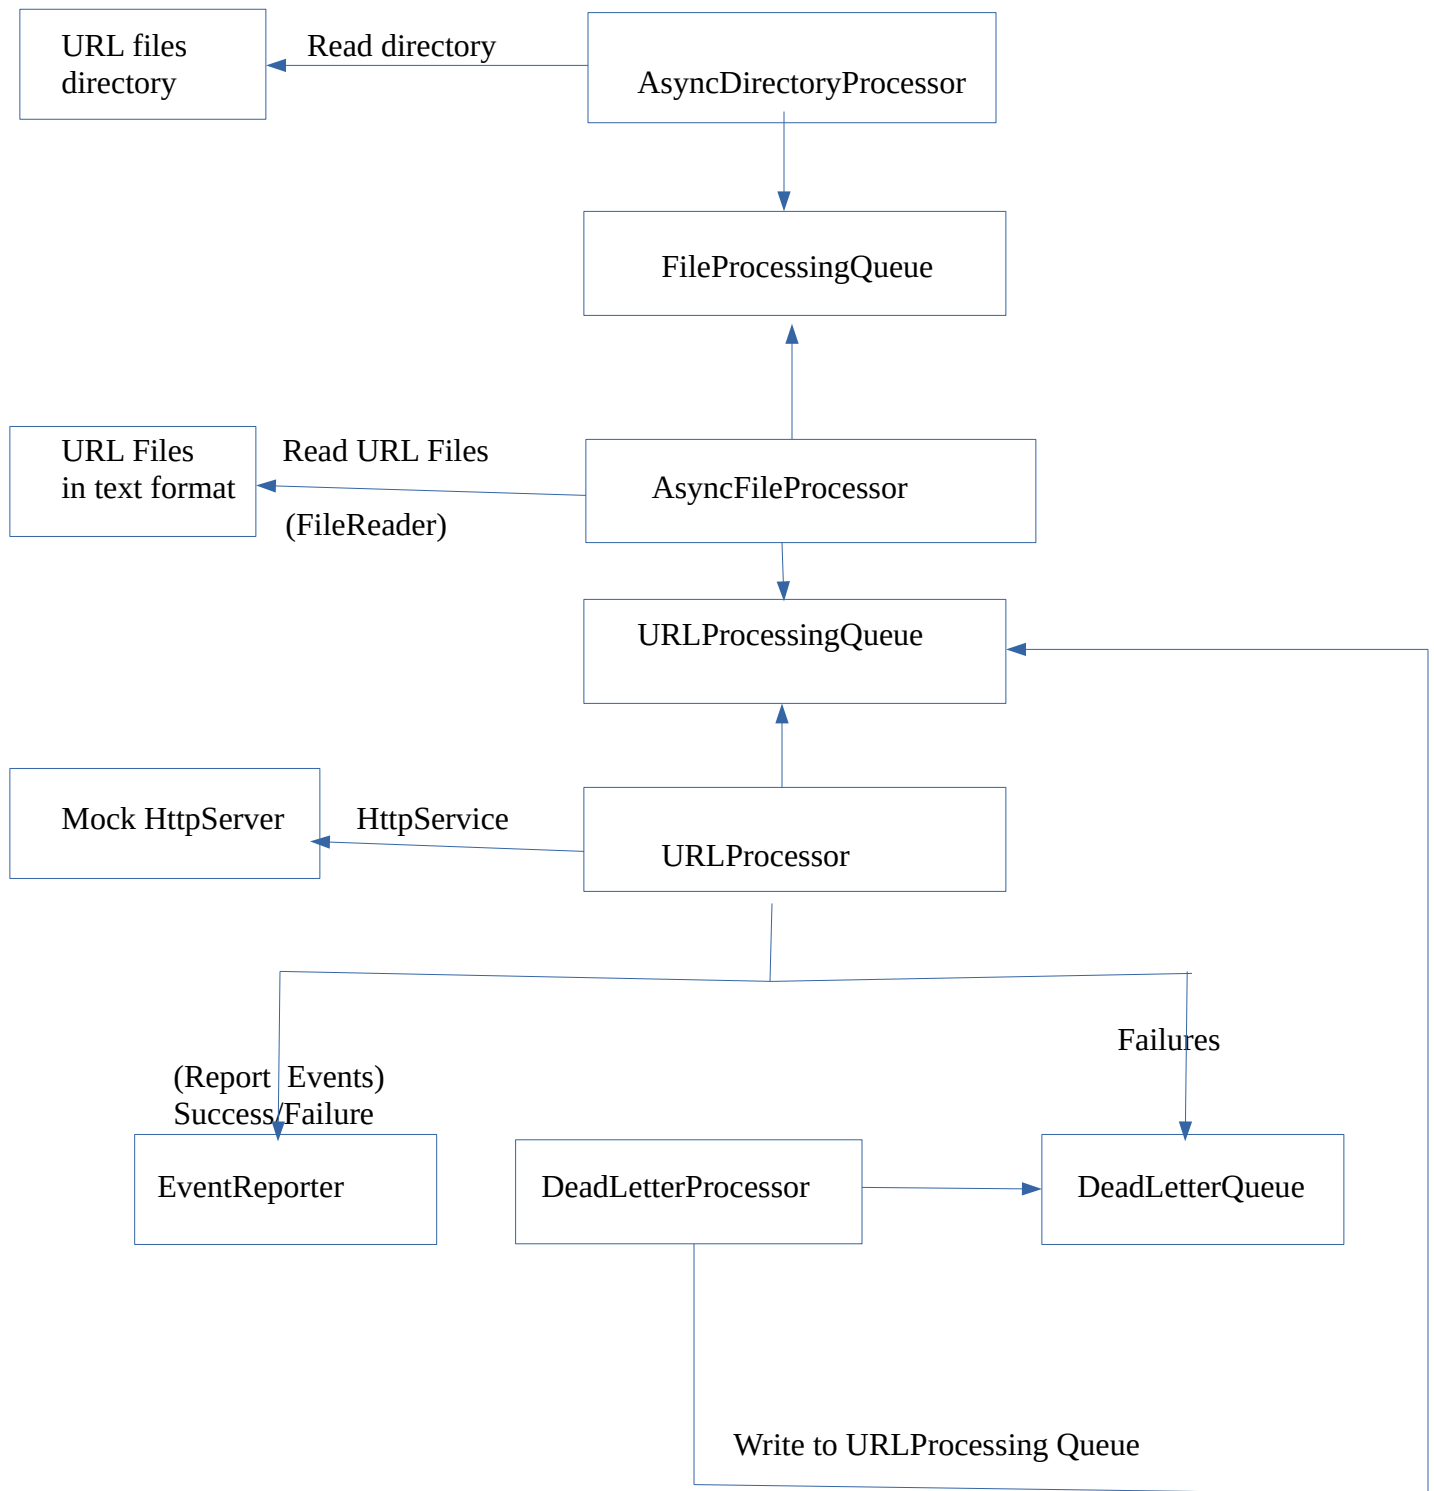 URL files
directory
Read directory
AsyncDirectoryProcessor
FileProcessingQueue
URL Files
in text format
Read URL Files
(FileReader)
AsyncFileProcessor
URLProcessingQueue
Mock HttpServer
HttpService
URLProcessor
Failures
(Report Events)
Success/Failure
EventReporter
DeadLetterProcessor
DeadLetterQueue
Write to URLProcessing Queue